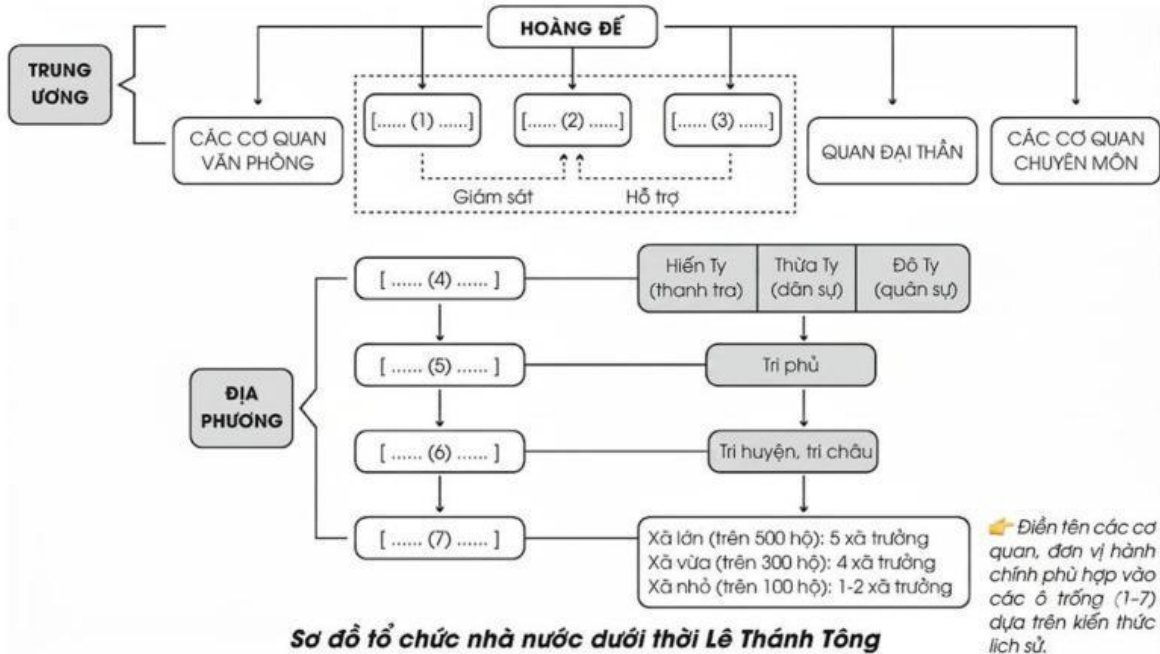 HOÀNG ĐẾ
TRUNG
ƯƠNG
CÁC CƠ QUAN
VĂN PHÒNG
[...... (1) ......]
[...... (2) ......]
[...... (3) ......]
Giám sát
Hỗ trợ
QUAN ĐẠI THẦN
CÁC CƠ QUAN
CHUYÊN MÔN
ĐỊA
PHƯƠNG
[ ...... (4) ...... ]
Hiến Ty
(thanh tra)
Thừa Ty
(dân sự)
Đô Ty
(quân sự)
[ ...... (5) ...... ]
Tri phủ
[ ...... (6) ...... ]
Tri huyện, tri châu
[ ...... (7) ...... ]
Xã lớn (trên 500 hộ): 5 xã trưởng
Xã vừa (trên 300 hộ): 4 xã trưởng
Xã nhỏ (trên 100 hộ): 1-2 xã trưởng
👉 Điền tên các cơ
quan, đơn vị hành
chính phù hợp vào
các ô trống (1-7)
dựa trên kiến thức
lịch sử.
Sơ đồ tổ chức nhà nước dưới thời Lê Thánh Tông